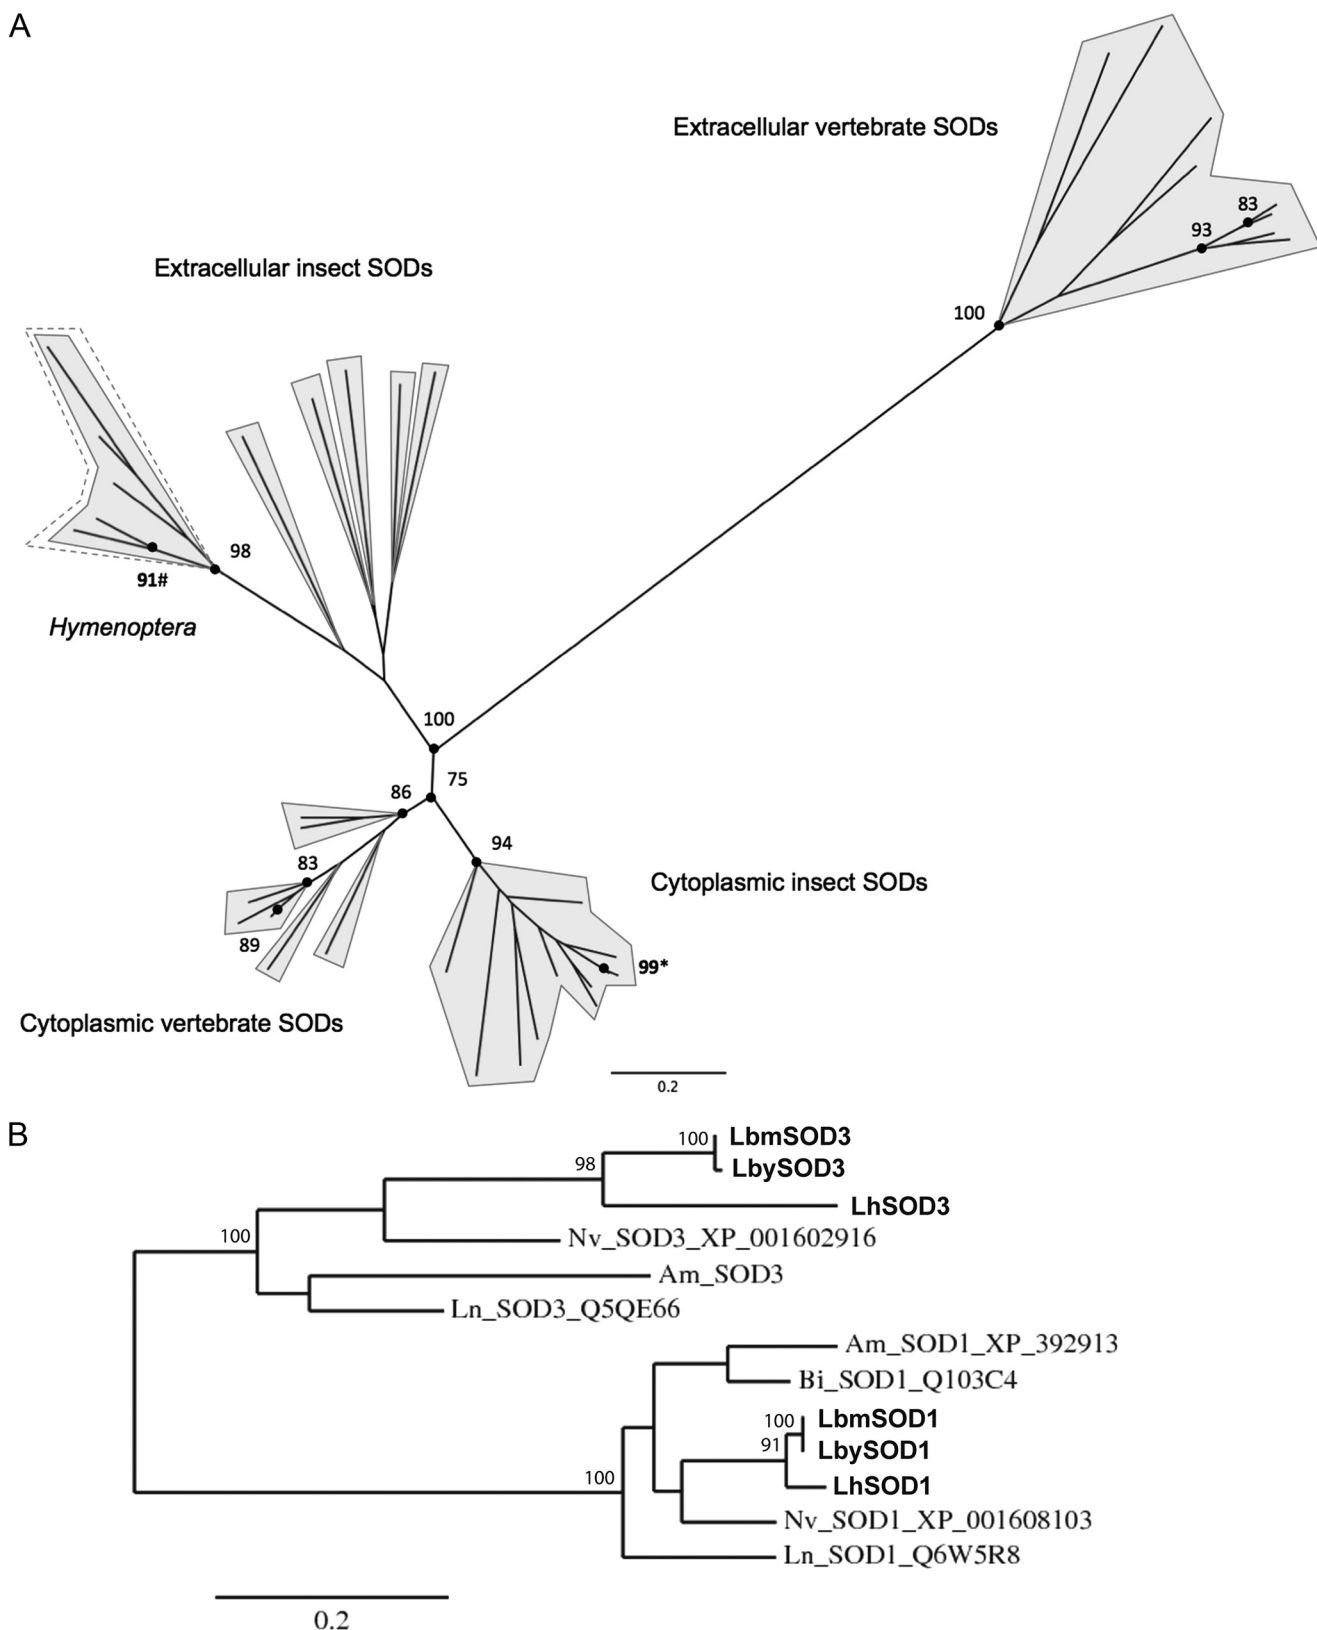 A
Extracellular vertebrate SODs
83
93
Extracellular insect SODs
100
98
91#
Hymenoptera
100
75
86
94
83
Cytoplasmic insect SODs
89
99*
Cytoplasmic vertebrate SODs
0.2
B
100
LbmSOD3
LbySOD3
98
LhSOD3
100
Nv_SOD3_XP_001602916
Am_SOD3
Ln_SOD3_Q5QE66
Am_SOD1_XP_392913
Bi_SOD1_Q103C4
100
LbmSOD1
91
LbySOD1
100
LhSOD1
Nv_SOD1_XP_001608103
Ln_SOD1_Q6W5R8
0.2